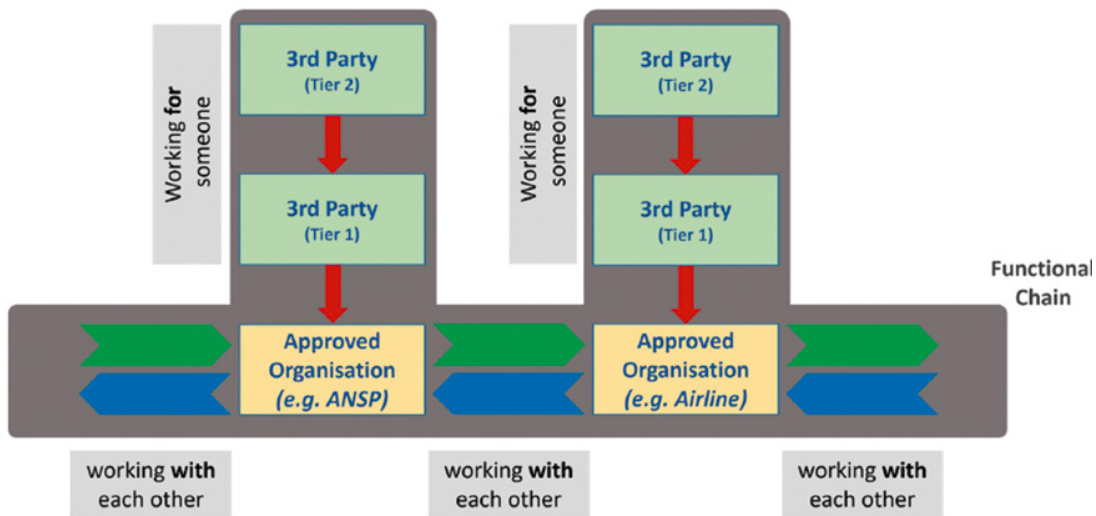 3rd Party
(Tier 2)
Working for
someone
3rd Party
(Tier 1)
3rd Party
(Tier 2)
Working for
someone
3rd Party
(Tier 1)
Functional
Chain
Approved
Organisation
(e.g. ANSP)
Approved
Organisation
(e.g. Airline)
working with
each other
working with
each other
working with
each other